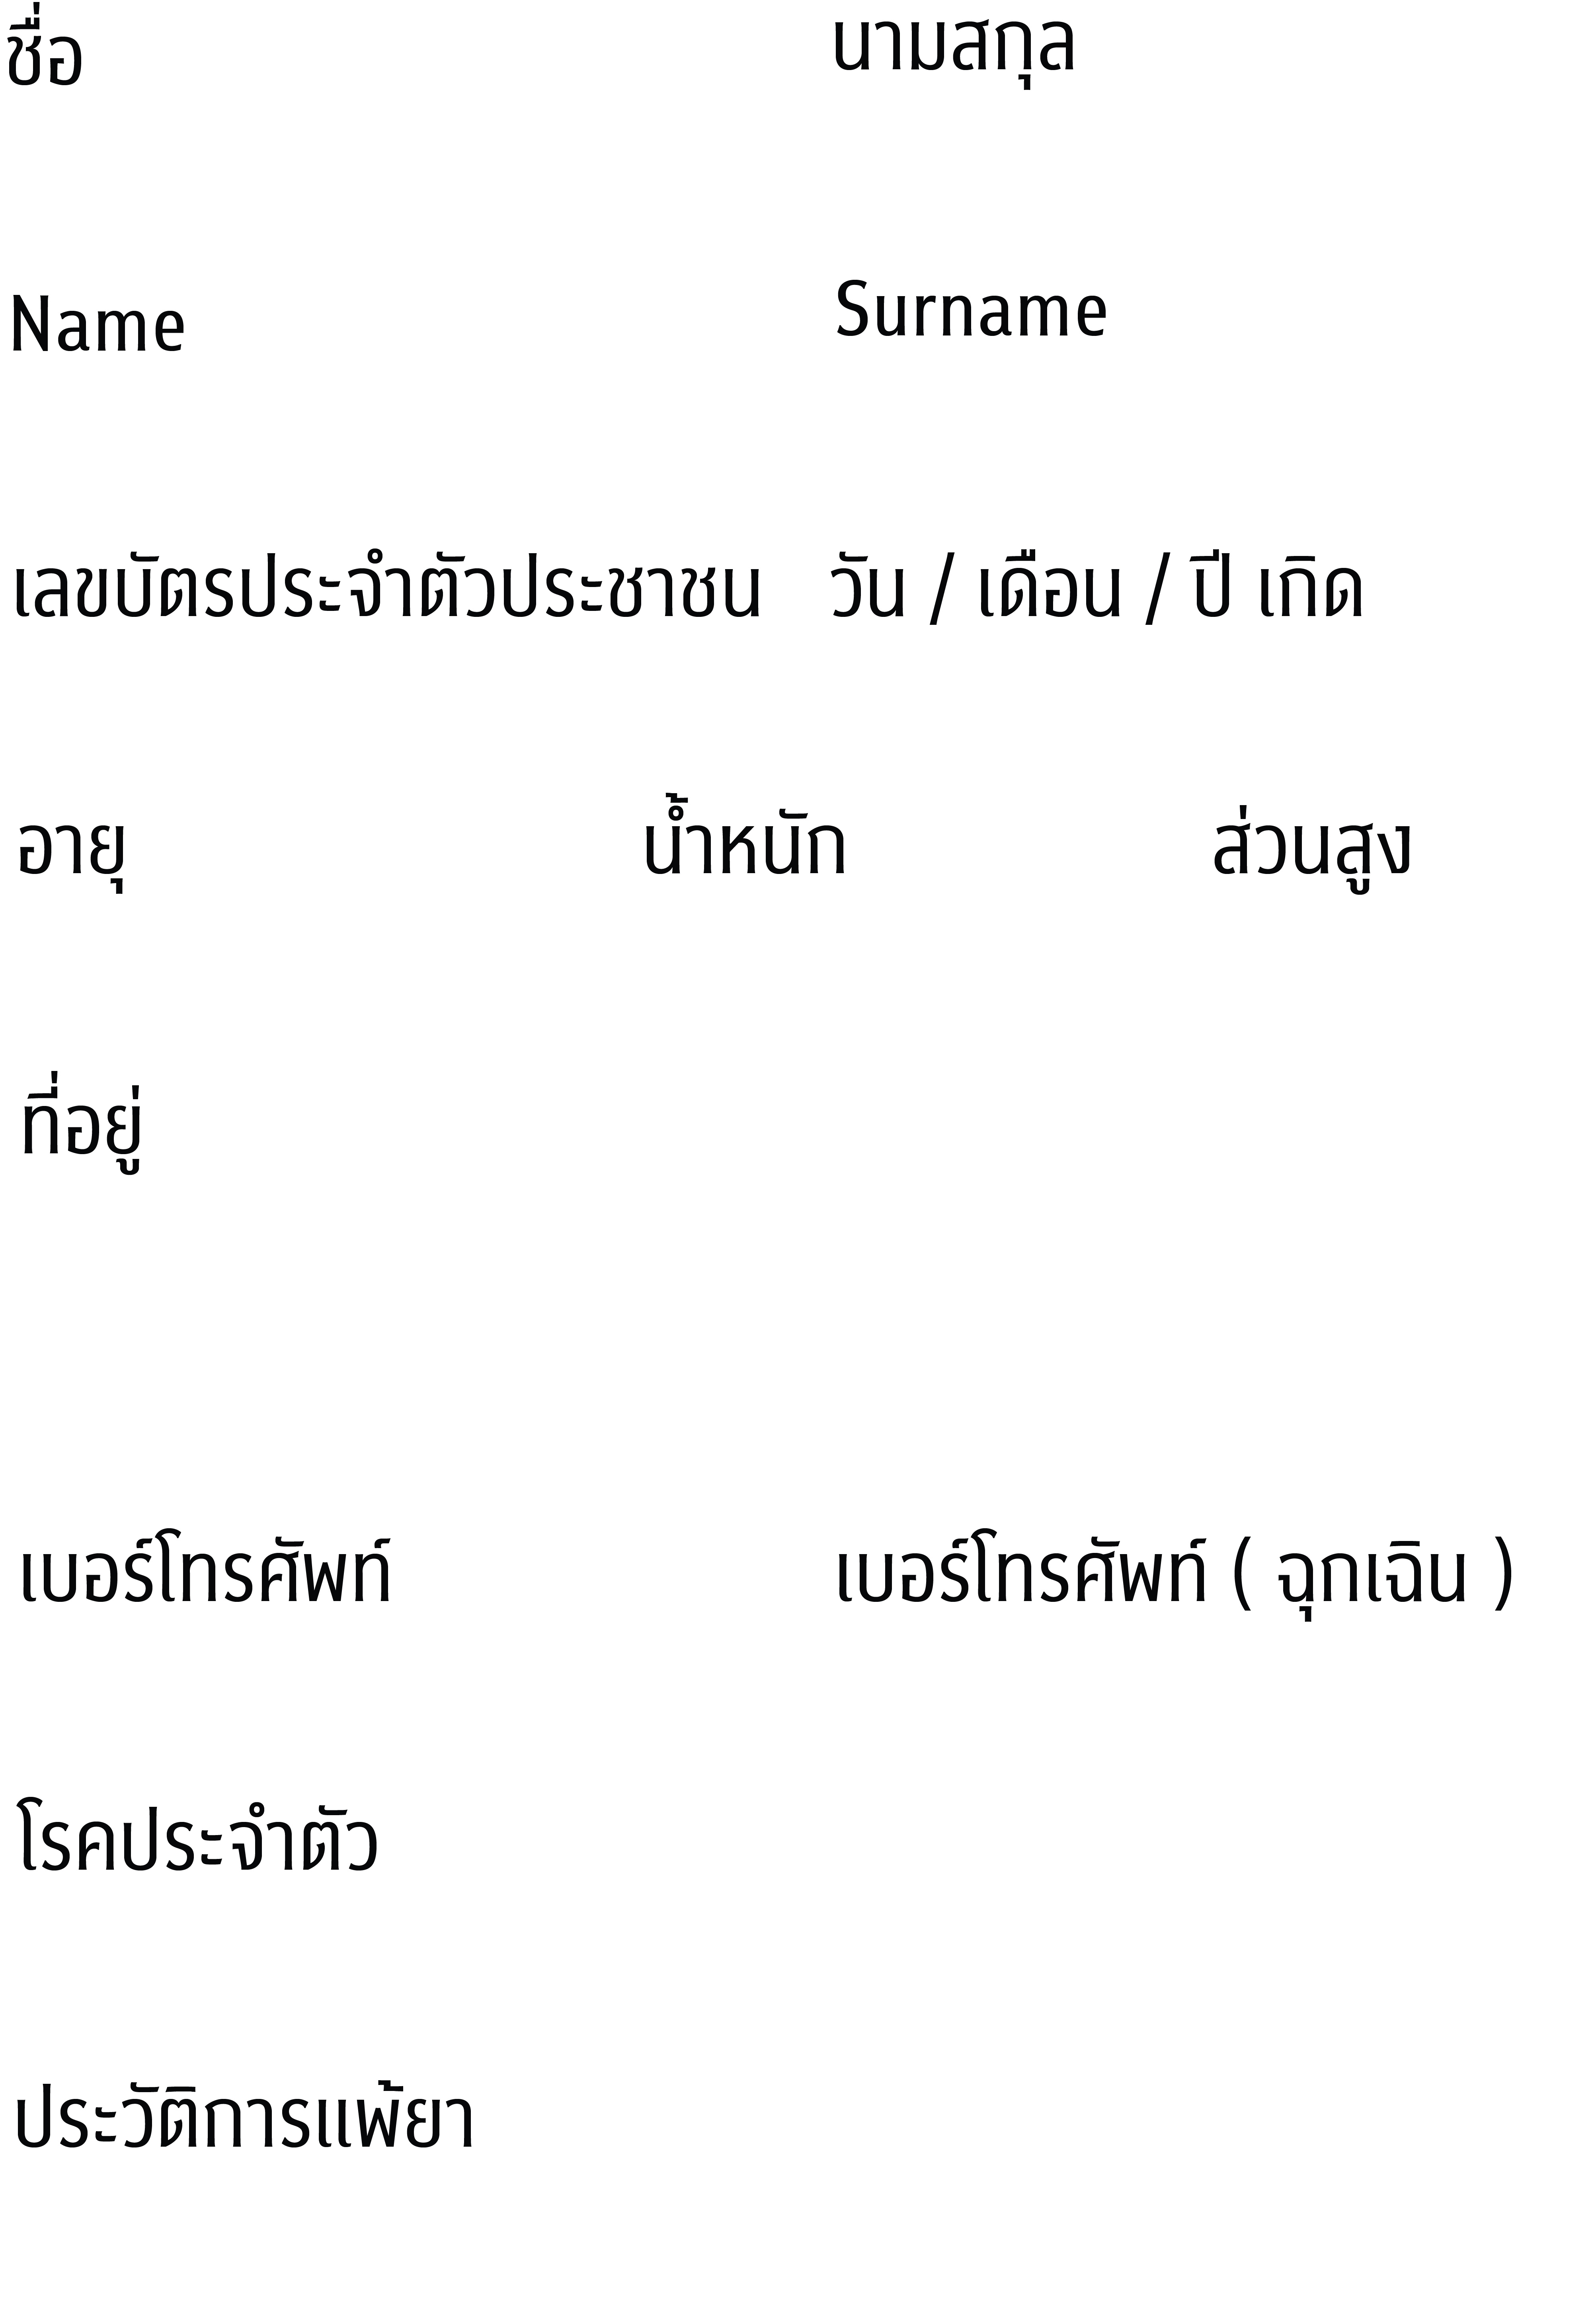 ชื่อ นามสกุล
Name Surname
เลขบัตรประจำตัวประชาชน วัน / เดือน / ปี เกิด
อายุ น้ำหนัก ส่วนสูง
ที่อยู่
เบอร์โทรศัพท์ เบอร์โทรศัพท์ ( ฉุกเฉิน )
โรคประจำตัว
ประวัติการแพ้ยา